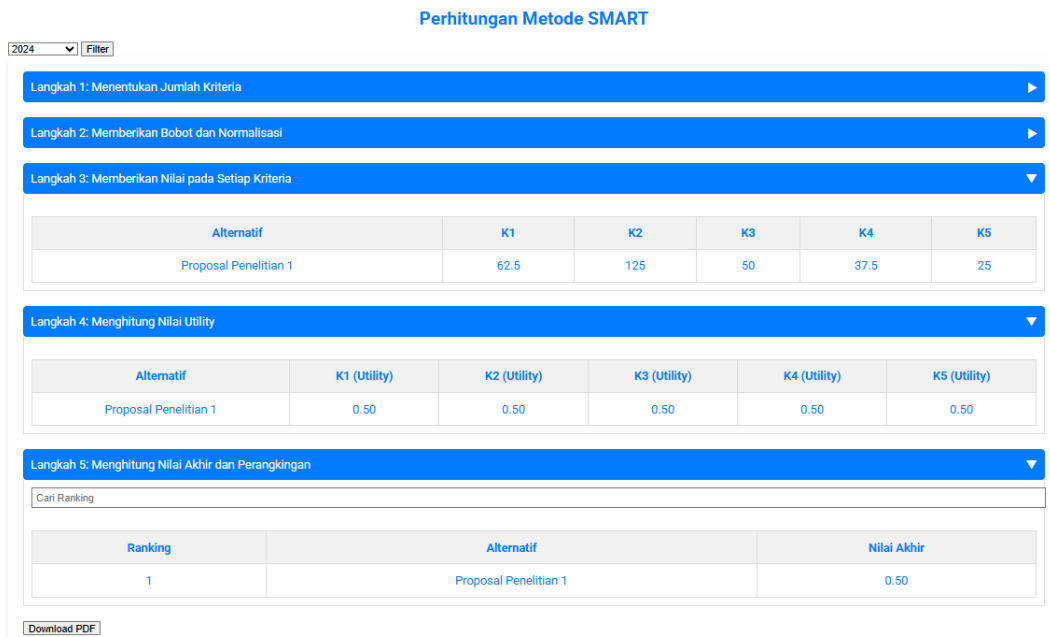 Perhitungan Metode SMART
2024 Filter
Langkah 1: Menentukan Jumlah Kriteria
Langkah 2: Memberikan Bobot dan Normalisasi
Langkah 3: Memberikan Nilai pada Setiap Kriteria
Alternatif K1 K2 K3 K4 K5
Proposal Penelitian 1 62.5 125 50 37.5 25
Langkah 4: Menghitung Nilai Utility
Alternatif K1 (Utility) K2 (Utility) K3 (Utility) K4 (Utility) K5 (Utility)
Proposal Penelitian 1 0.50 0.50 0.50 0.50 0.50
Langkah 5: Menghitung Nilai Akhir dan Perangkingan
Cari Ranking
Ranking Alternatif Nilai Akhir
1 Proposal Penelitian 1 0.50
Download PDF